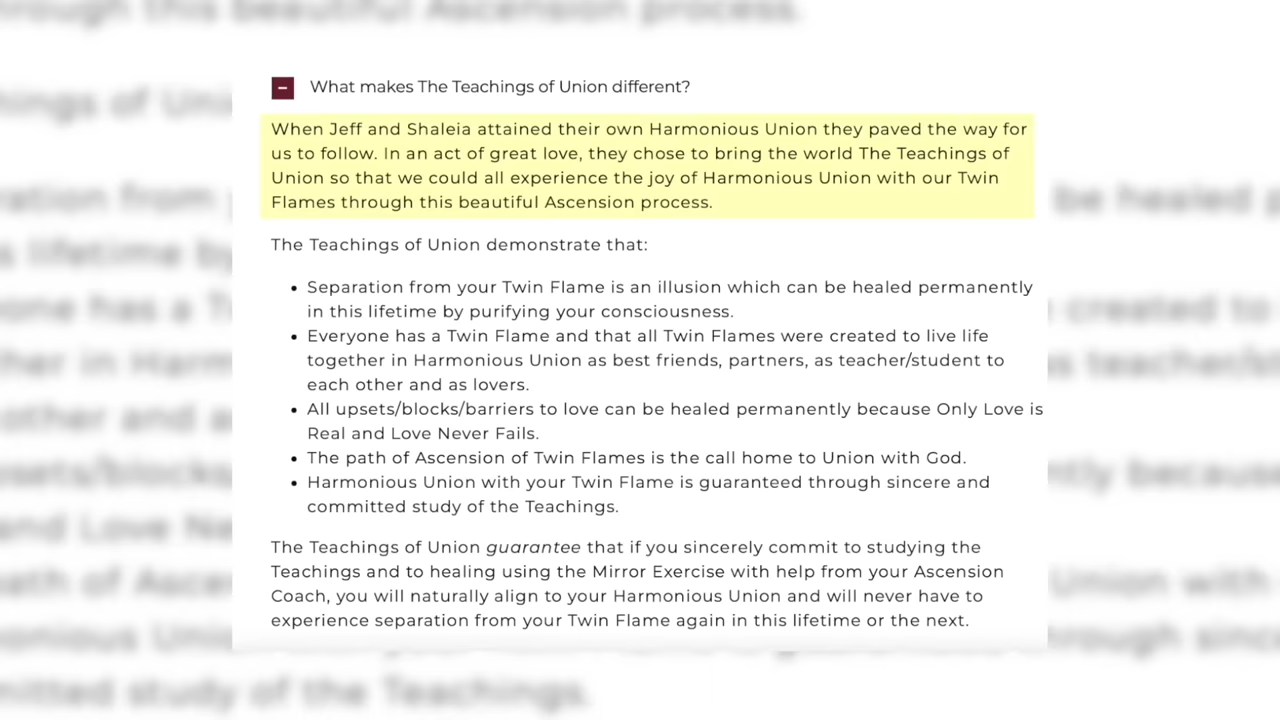 rough this beautiful Ascension process.
What makes The Teachings of Union different?
When Jeff and Shaleia attained their own Harmonious Union they paved the way for
us to follow. In an act of great love, they chose to bring the world The Teachings of
Union so that we could all experience the joy of Harmonious Union with our Twin
Flames through this beautiful Ascension process.
The Teachings of Union demonstrate that:
• Separation from your Twin Flame is an illusion which can be healed permanently
in this lifetime by purifying your consciousness.
• Everyone has a Twin Flame and that all Twin Flames were created to live life
together in Harmonious Union as best friends, partners, as teacher/student to
each other and as lovers.
• All upsets/blocks/barriers to love can be healed permanently because Only Love is
Real and Love Never Fails.
• The path of Ascension of Twin Flames is the call home to Union with God.
• Harmonious Union with your Twin Flame is guaranteed through sincere and
committed study of the Teachings.
The Teachings of Union guarantee that if you sincerely commit to studying the
Teachings and to healing using the Mirror Exercise with help from your Ascension
Coach, you will naturally align to your Harmonious Union and will never have to
experience separation from your Twin Flame again in this lifetime or the next.
mitted study of the Teachings.